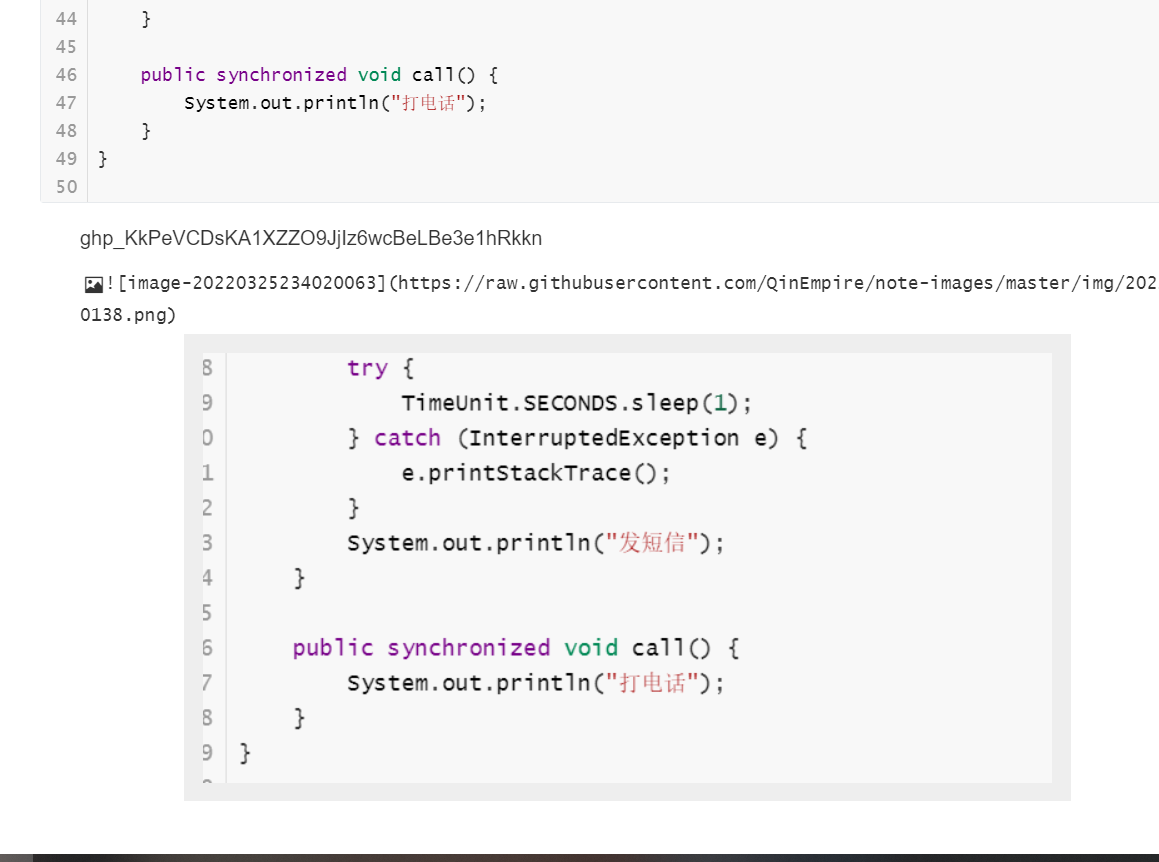 44 }
45
46 public synchronized void call() {
47 System.out.println("打电话");
48 }
49 }
50
![image-20220325234020063](https://raw.githubusercontent.com/QinEmpire/note-images/master/img/202
0138.png)
8 try {
9 TimeUnit.SECONDS.sleep(1);
0 } catch (InterruptedException e) {
1 e.printStackTrace();
2 }
3 System.out.println("发短信");
4 }
5
6 public synchronized void call() {
7 System.out.println("打电话");
8 }
9 }